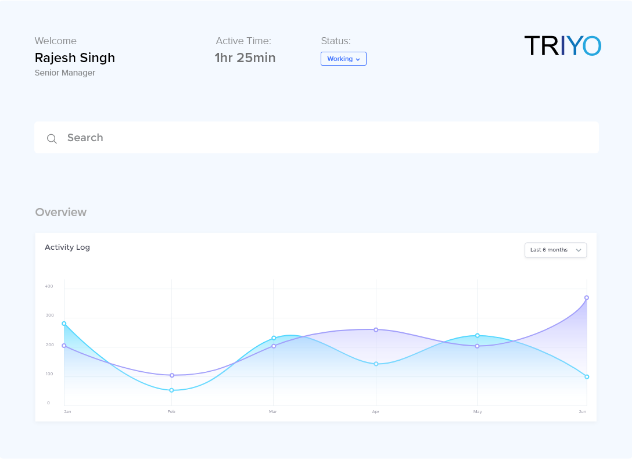 Welcome
Rajesh Singh
Senior Manager
Active Time:
1hr 25min
Status:
Working
TRIYO
Search
Overview
Activity Log
Last 6 months
400
300
200
100
0
Jan
Feb
Mar
Apr
May
Jun